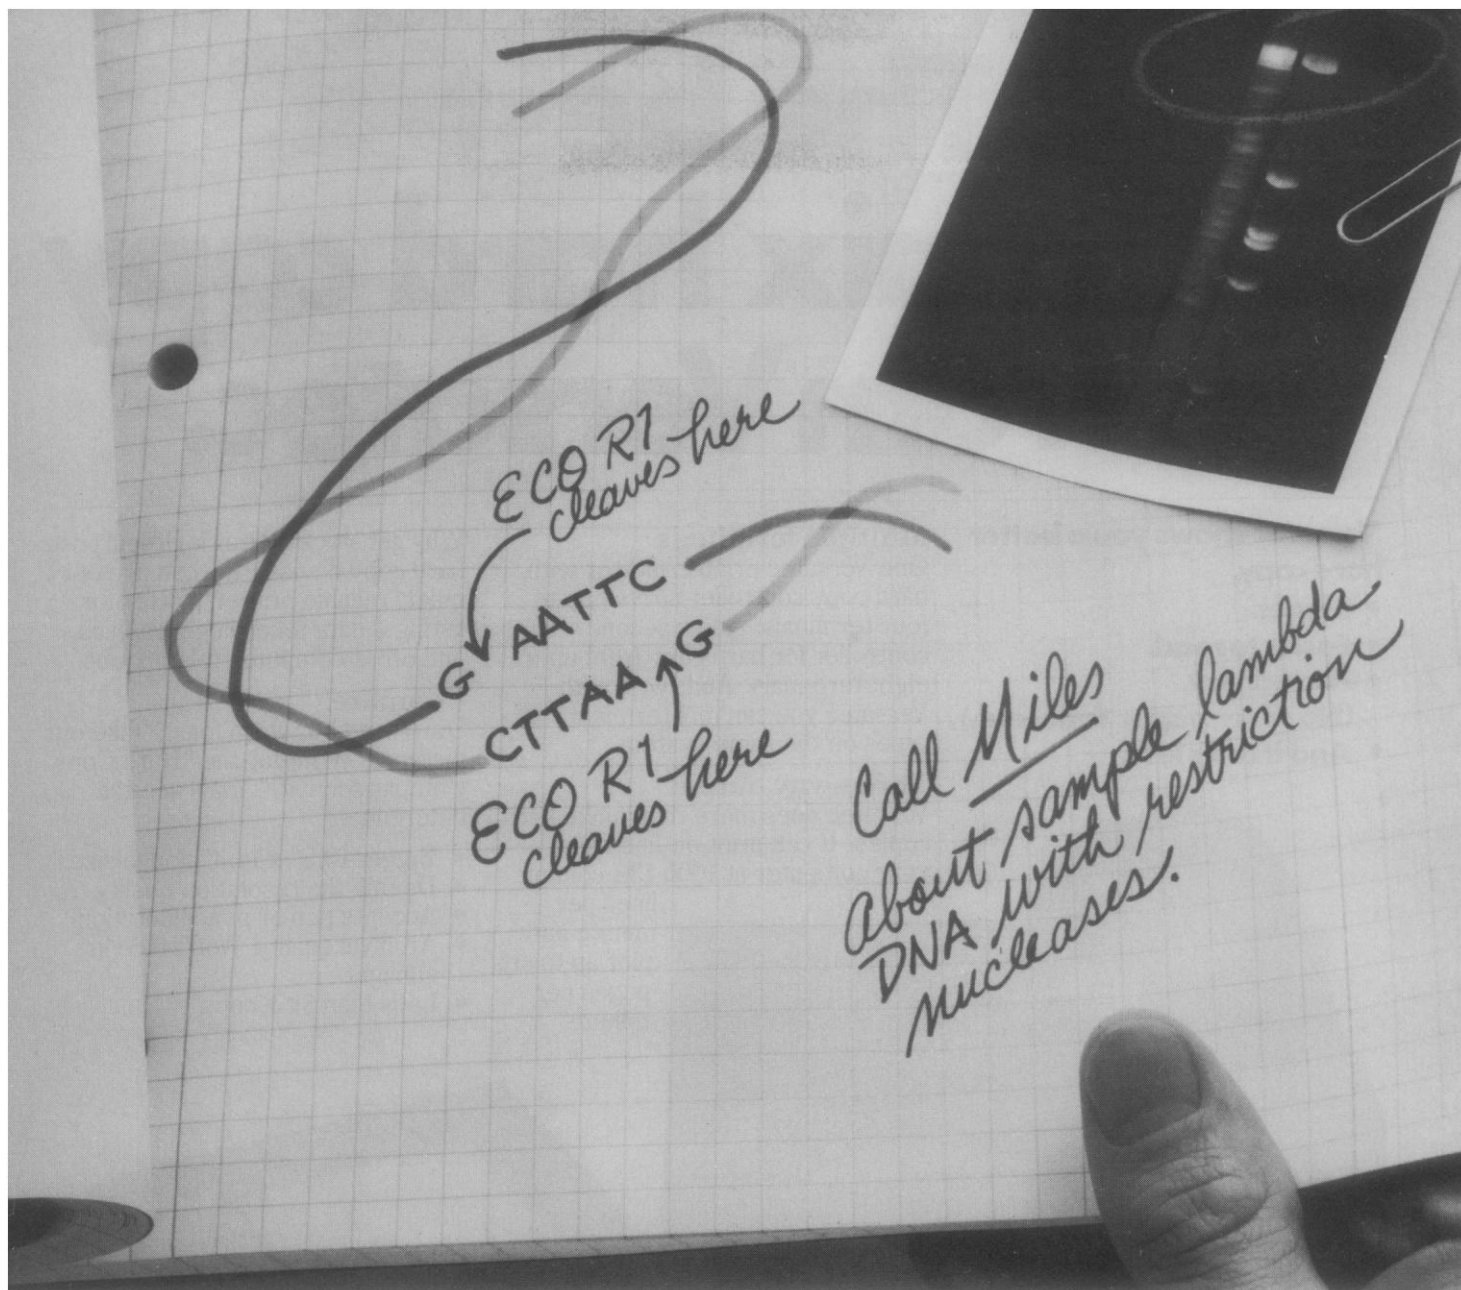 ECO R1
cleaves here
G AATTC
CTTAA G
ECO R1
cleaves here
Call Miles
about sample lambda
DNA with restriction
nucleases.